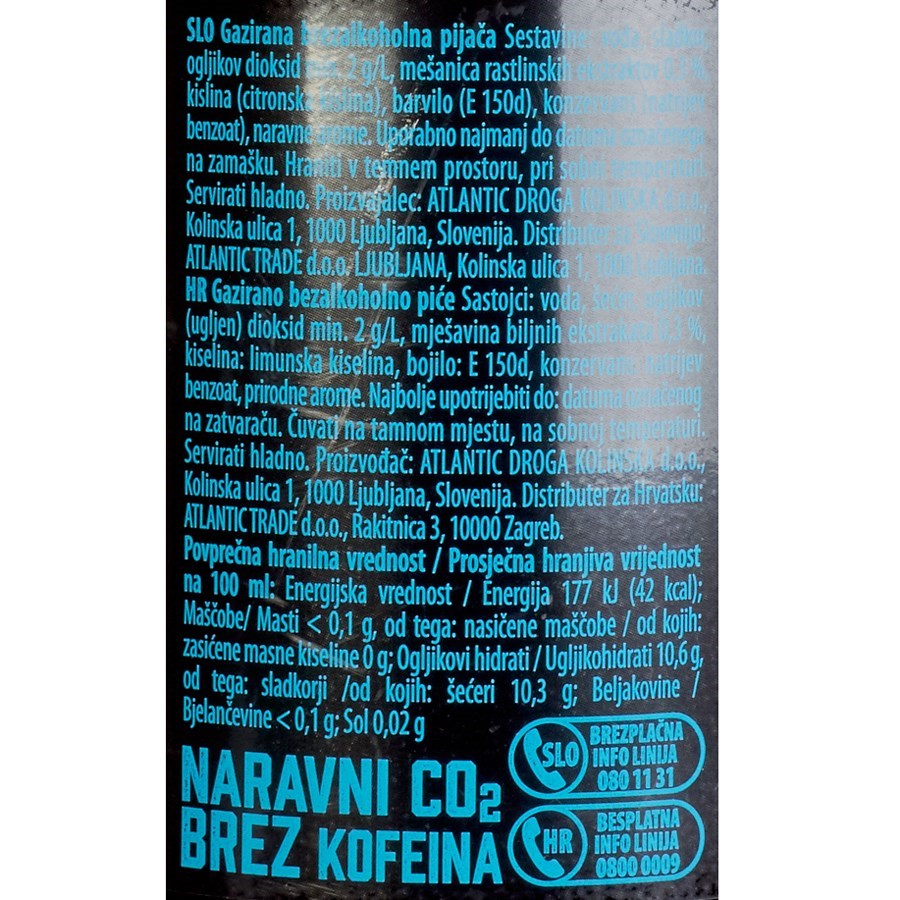 SLO Gazirana brezalkoholna pijača Sestavine: voda, sladkor,
ogljikov dioksid min. 2 g/L, mešanica rastlinskih ekstraktov 0,3 %,
kislina (citronska kislina), barvilo (E 150d), konzervans (natrijev
benzoat), naravne arome. Uporabno najmanj do datuma označenega
na zamašku. Hraniti v temnem prostoru, pri sobni temperaturi.
Servirati hladno. Proizvajalec: ATLANTIC DROGA KOLINSKA d.o.o.,
Kolinska ulica 1, 1000 Ljubljana, Slovenija. Distributer za Slovenijo:
ATLANTIC TRADE d.o.o. LJUBLJANA, Kolinska ulica 1, 1000 Ljubljana.
HR Gazirano bezalkoholno piće Sastojci: voda, šećer, ogljikov
(ugljen) dioksid min. 2 g/L, mješavina biljnih ekstrakata 0,3 %,
kiselina: limunska kiselina, bojilo: E 150d, konzervans: natrijev
benzoat, prirodne arome. Najbolje upotrijebiti do: datuma označenog
na zatvaraču. Čuvati na tamnom mjestu, na sobnoj temperaturi.
Servirati hladno. Proizvođač: ATLANTIC DROGA KOLINSKA d.o.o.,
Kolinska ulica 1, 1000 Ljubljana, Slovenija. Distributer za Hrvatsku:
ATLANTIC TRADE d.o.o., Rakitnica 3, 10000 Zagreb.
Povprečna hranilna vrednost / Prosječna hranjiva vrijednost
na 100 ml: Energijska vrednost / Energija 177 kJ (42 kcal);
Maščobe/ Masti < 0,1 g, od tega: nasičene maščobe / od kojih:
zasićene masne kiseline 0 g; Ogljikovi hidrati / Ugljikohidrati 10,6 g,
od tega: sladkorji /od kojih: šećeri 10,3 g; Beljakovine /
Bjelančevine < 0,1 g; Sol 0,02 g
NARAVNI CO2
BREZ KOFEINA
SLO BREZPLAČNA
INFO LINIJA
080 11 31
HR BESPLATNA
INFO LINIJA
0800 0009